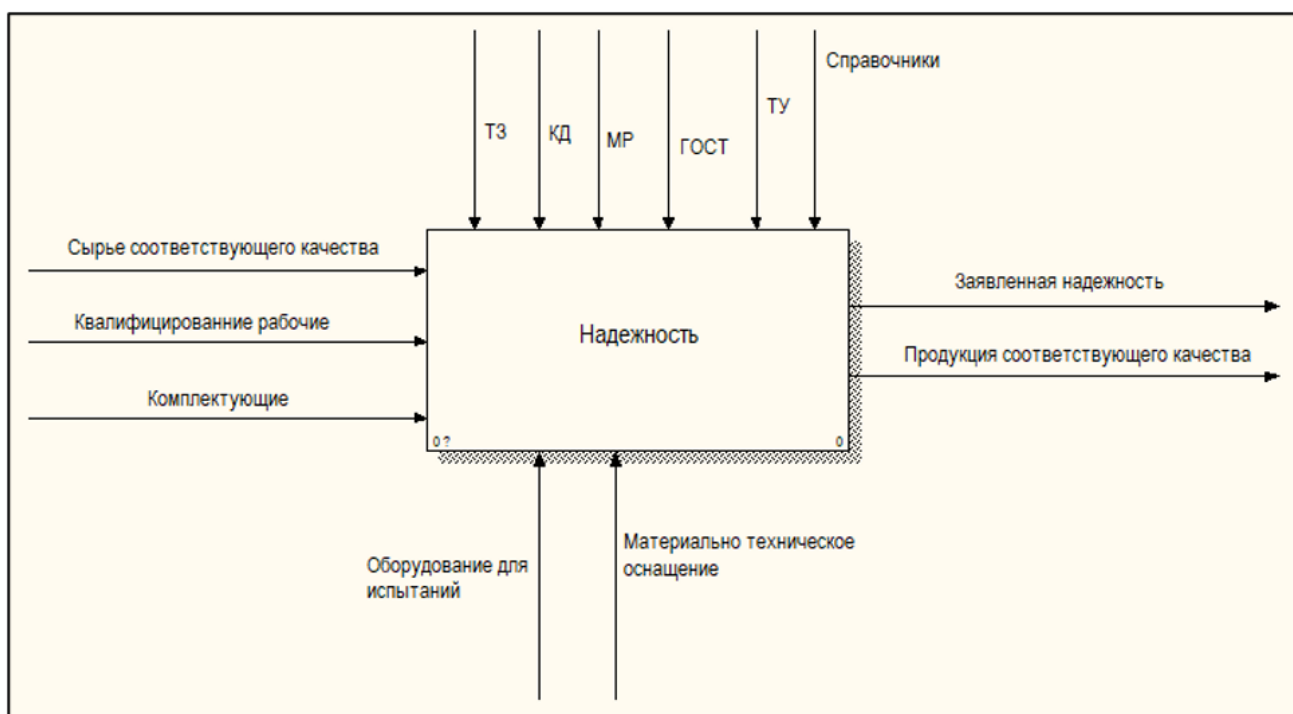 Справочники
ТЗ
КД
МР
ГОСТ
ТУ
Сырье соответствующего качества
Квалифицированние рабочие
Комплектующие
Надежность
0 ?
0
Заявленная надежность
Продукция соответствующего качества
Оборудование для
испытаний
Материально техническое
оснащение